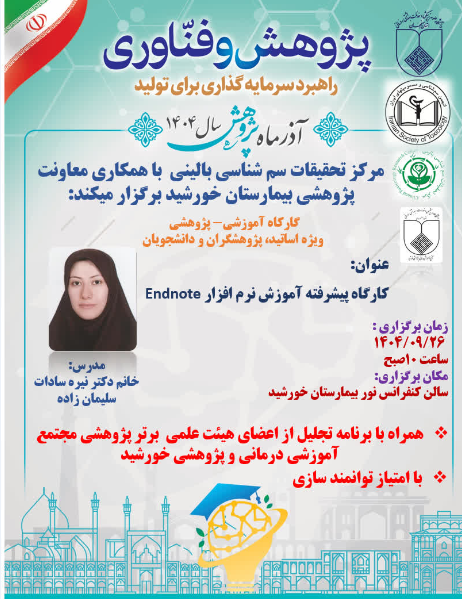 پژوهش و فنّاوری
راهبرد سرمایه گذاری برای تولید
آذر ماه پژوهش سال ۱۴۰۴
Iranian Society of Toxicology
مرکز تحقیقات سم شناسی بالینی با همکاری معاونت
پژوهشی بیمارستان خورشید برگزار میکند:
کارگاه آموزشی- پژوهشی
ویژه اساتید، پژوهشگران و دانشجویان
عنوان:
کارگاه پیشرفته آموزش نرم افزار Endnote
زمان برگزاری :
۱۴۰۴/۰۹/۲۶
ساعت ۱۰صبح
مکان برگزاری:
سالن کنفرانس نور بیمارستان خورشید
مدرس:
خانم دکتر نیره سادات
سلیمان زاده
همراه با برنامه تجلیل از اعضای هیئت علمی برتر پژوهشی مجتمع
آموزشی درمانی و پژوهشی خورشید
با امتیاز توانمند سازی